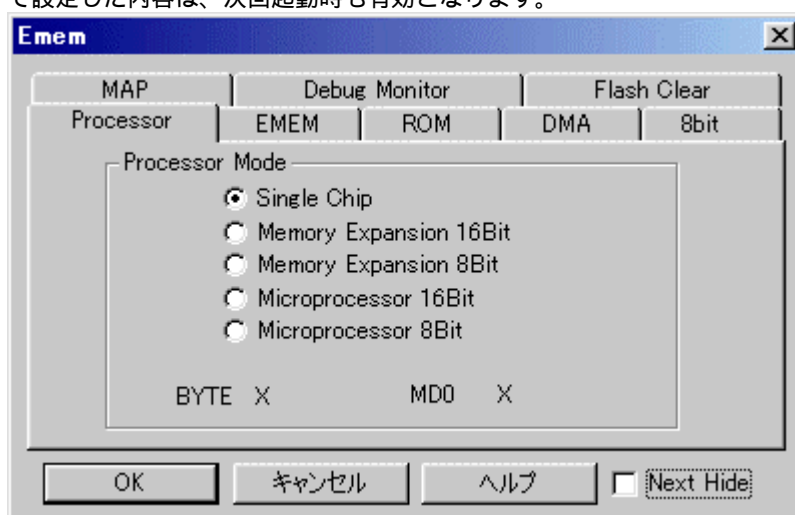 で設定した内容は、次回起動時も有効となります。
Emem
MAP Debug Monitor Flash Clear
Processor EMEM ROM DMA 8bit
Processor Mode
Single Chip
Memory Expansion 16Bit
Memory Expansion 8Bit
Microprocessor 16Bit
Microprocessor 8Bit
BYTE X MD0 X
OK キャンセル ヘルプ Next Hide